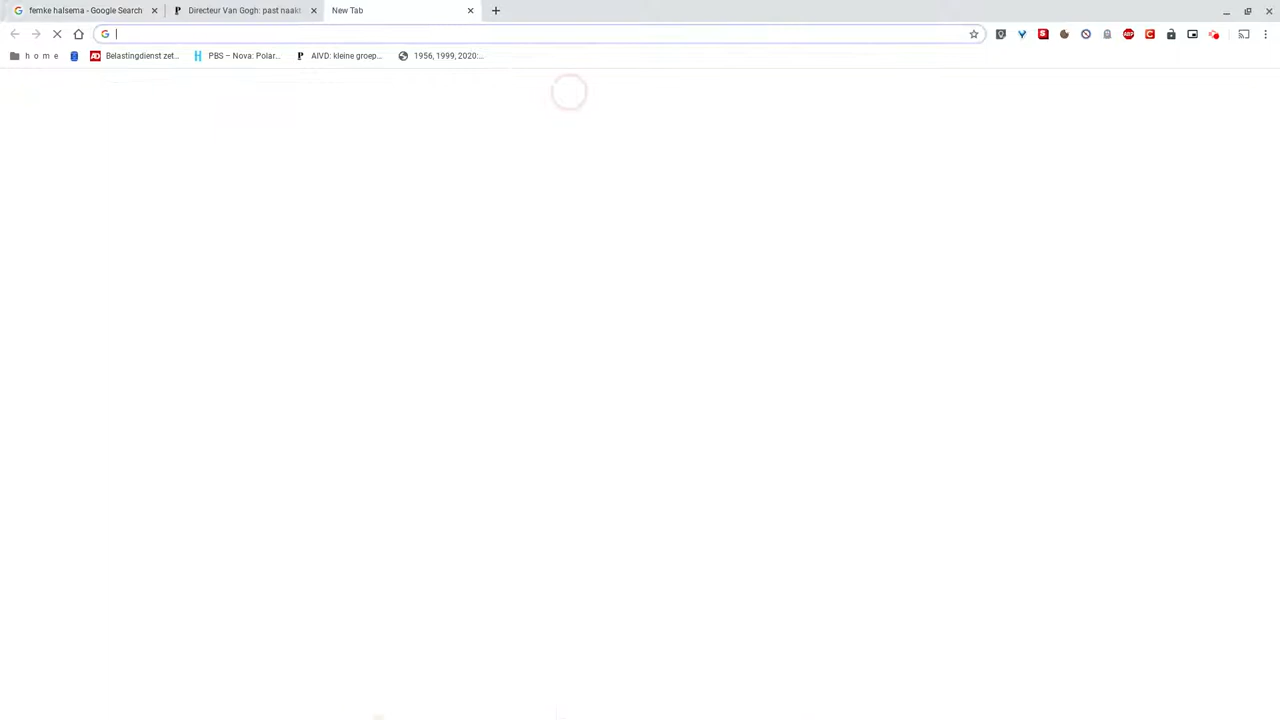 femke halsema - Google Search
Directeur Van Gogh: past naakt
New Tab
h o m e
Belastingdienst zet...
PBS – Nova: Polar...
AIVD: kleine groep...
1956, 1999, 2020:...